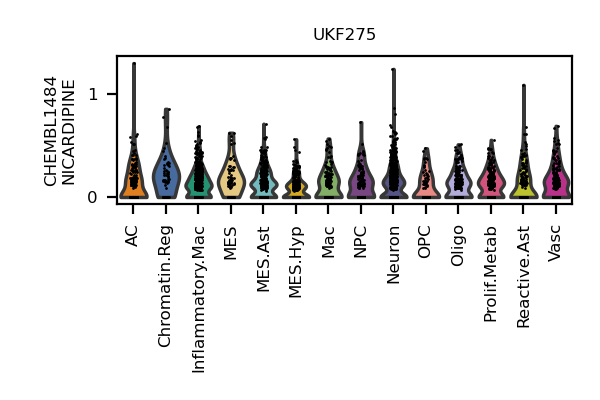 UKF275
CHEMBL1484
NICARDIPINE
1
0
AC
Chromatin.Reg
Inflammatory.Mac
MES
MES.Ast
MES.Hyp
Mac
NPC
Neuron
OPC
Oligo
Prolif.Metab
Reactive.Ast
Vasc